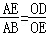 AE/AB = OD/OE